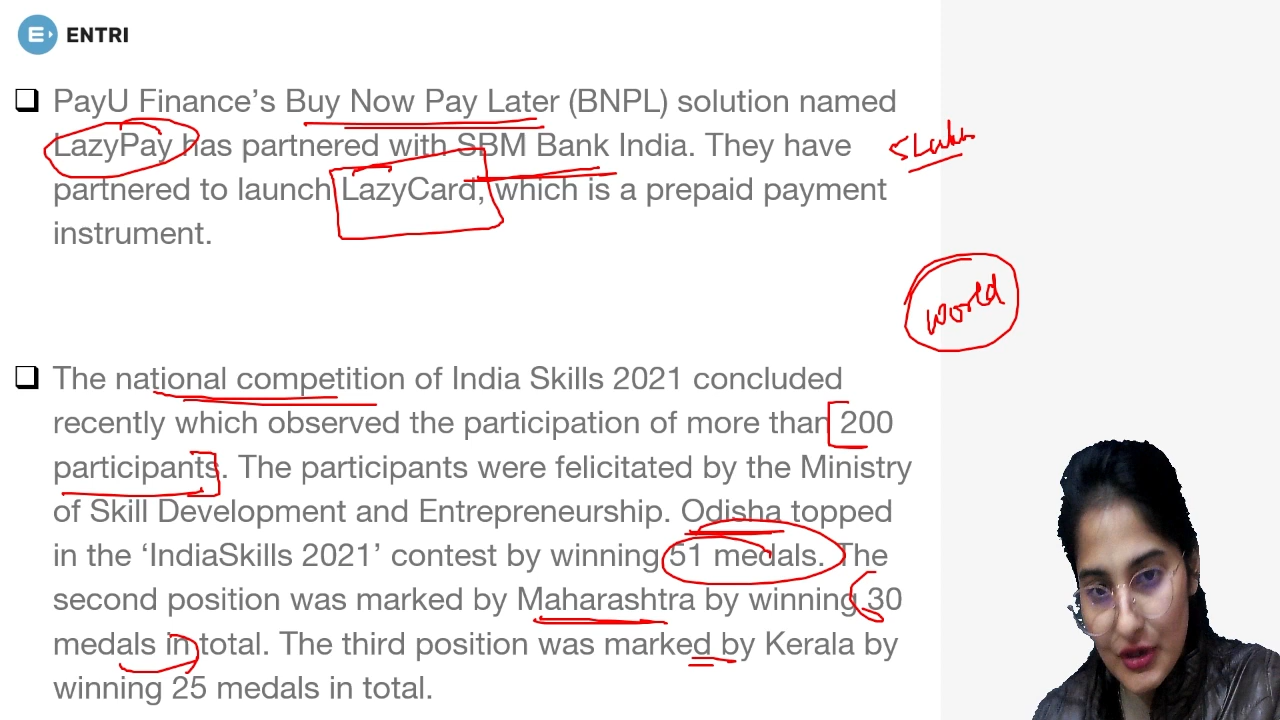 ENTRI
PayU Finance's Buy Now Pay Later (BNPL) solution named
LazyPay has partnered with SBM Bank India. They have
partnered to launch LazyCard, which is a prepaid payment
instrument.
5 Lakh
world
The national competition of India Skills 2021 concluded
recently which observed the participation of more than 200
participants. The participants were felicitated by the Ministry
of Skill Development and Entrepreneurship. Odisha topped
in the ‘IndiaSkills 2021’ contest by winning 51 medals. The
second position was marked by Maharashtra by winning 30
medals in total. The third position was marked by Kerala by
winning 25 medals in total.